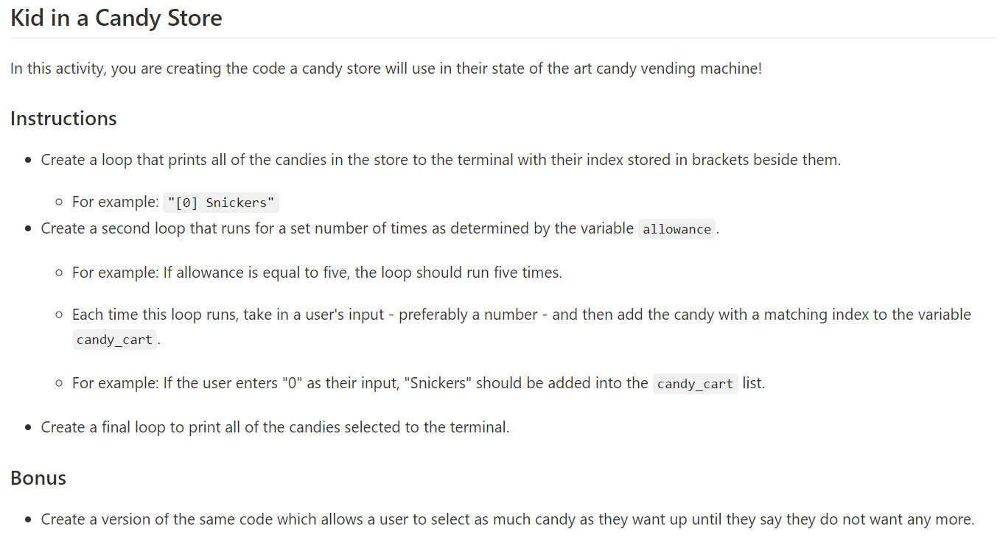 Kid in a Candy Store
In this activity, you are creating the code a candy store will use in their state of the art candy vending machine!
Instructions
Create a loop that prints all of the candies in the store to the terminal with their index stored in brackets beside them.
For example: "[0] Snickers"
Create a second loop that runs for a set number of times as determined by the variable allowance.
For example: If allowance is equal to five, the loop should run five times.
Each time this loop runs, take in a user's input - preferably a number - and then add the candy with a matching index to the variable
candy_cart.
For example: If the user enters "0" as their input, "Snickers" should be added into the candy_cart list.
Create a final loop to print all of the candies selected to the terminal.
Bonus
Create a version of the same code which allows a user to select as much candy as they want up until they say they do not want any more.